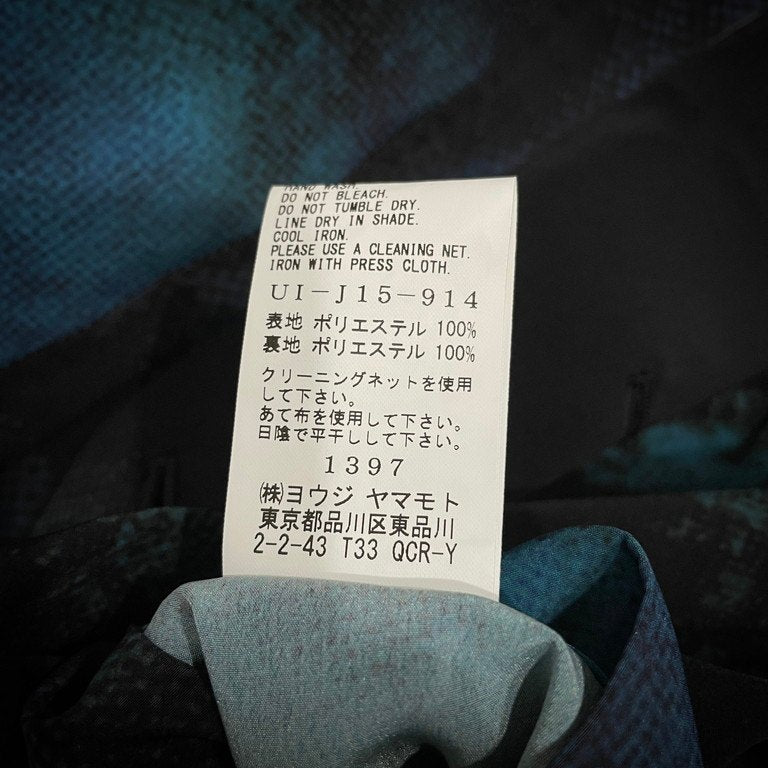 HAND WASH.
DO NOT BLEACH.
DO NOT TUMBLE DRY.
LINE DRY IN SHADE.
COOL IRON.
PLEASE USE A CLEANING NET.
IRON WITH PRESS CLOTH.
UI-J15-914
表地 ポリエステル 100%
裏地 ポリエステル 100%
クリーニングネットを使用
して下さい。
あて布を使用して下さい。
日陰で平干しして下さい。
1397
㈱ヨウジ ヤマモト
東京都品川区東品川
2-2-43 T33 QCR-Y